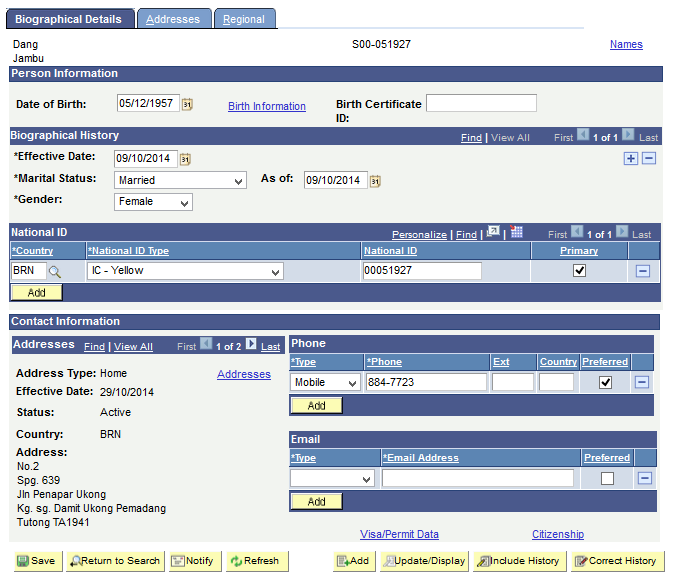 Biographical Details Addresses Regional
Dang S00-051927 Names
Jambu
Person Information
Date of Birth: 05/12/1957 31 Birth Information Birth Certificate ID:
Biographical History Find | View All First 1 of 1 Last
*Effective Date: 09/10/2014 31
*Marital Status: Married As of: 09/10/2014 31
*Gender: Female
National ID Personalize | Find | | First 1 of 1 Last
*Country *National ID Type National ID Primary
BRN IC - Yellow 00051927
Add
Contact Information
Addresses Find | View All First 1 of 2 Last
Address Type: Home Addresses
Effective Date: 29/10/2014
Status: Active
Country: BRN
Address:
No.2
Spg. 639
Jln Penapar Ukong
Kg. sg. Damit Ukong Pemadang
Tutong TA1941
Phone
*Type *Phone Ext Country Preferred
Mobile 884-7723
Add
Email
*Type *Email Address Preferred
Add
Visa/Permit Data Citizenship
Save Return to Search Notify Refresh Add Update/Display Include History Correct History